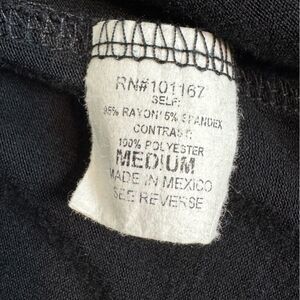 RN#101167
SELF:
95% RAYON*5% SPANDEX
CONTRAST:
100% POLYESTER
MEDIUM
MADE IN MEXICO
SEE REVERSE